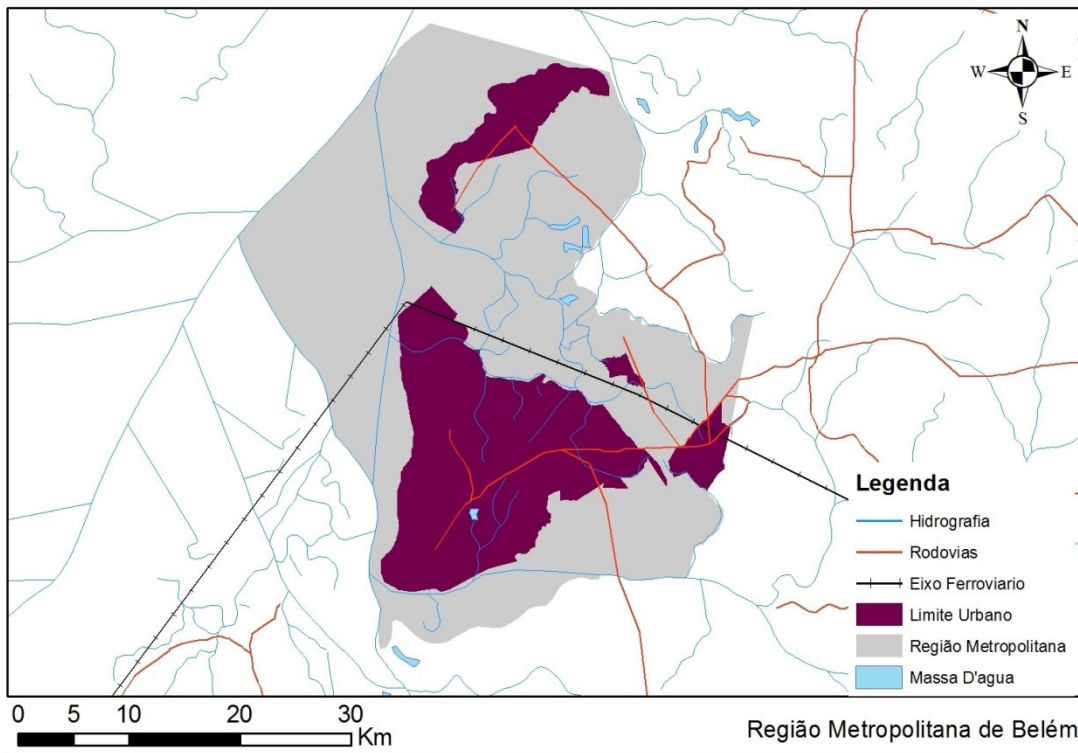 N
W E
S
Legenda
Hidrografia
Rodovias
Eixo Ferroviario
Limite Urbano
Região Metropolitana
Massa D'agua
0 5 10 20 30
Km
Região Metropolitana de Belém